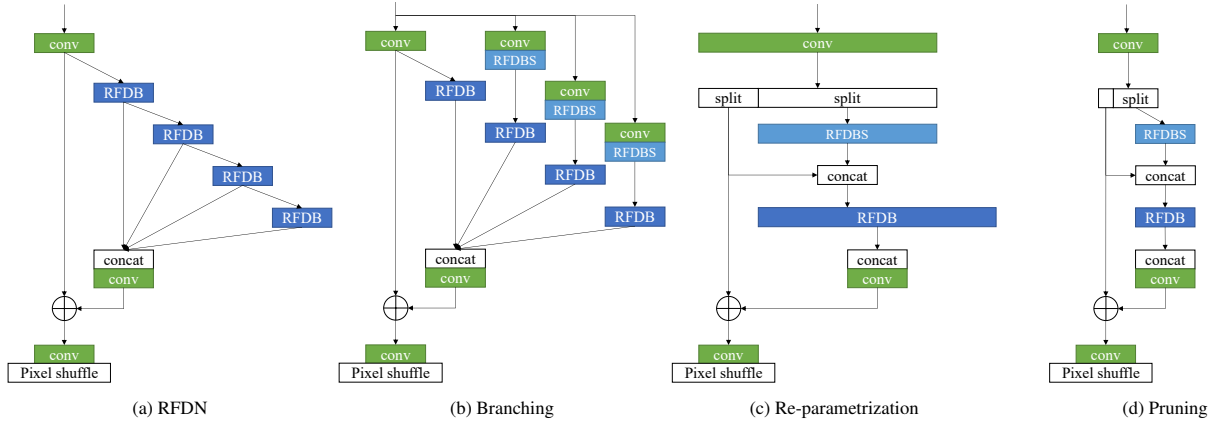 conv
RFDB
RFDB
RFDB
RFDB
concat
conv
conv
Pixel shuffle
(a) RFDN
conv
conv
RFDBS
RFDB
conv
RFDBS
conv
RFDBS
RFDB
RFDB
RFDB
concat
conv
conv
Pixel shuffle
(b) Branching
conv
split
split
RFDBS
concat
RFDB
concat
conv
conv
Pixel shuffle
(c) Re-parametrization
conv
split
RFDBS
concat
RFDB
concat
conv
conv
Pixel shuffle
(d) Pruning